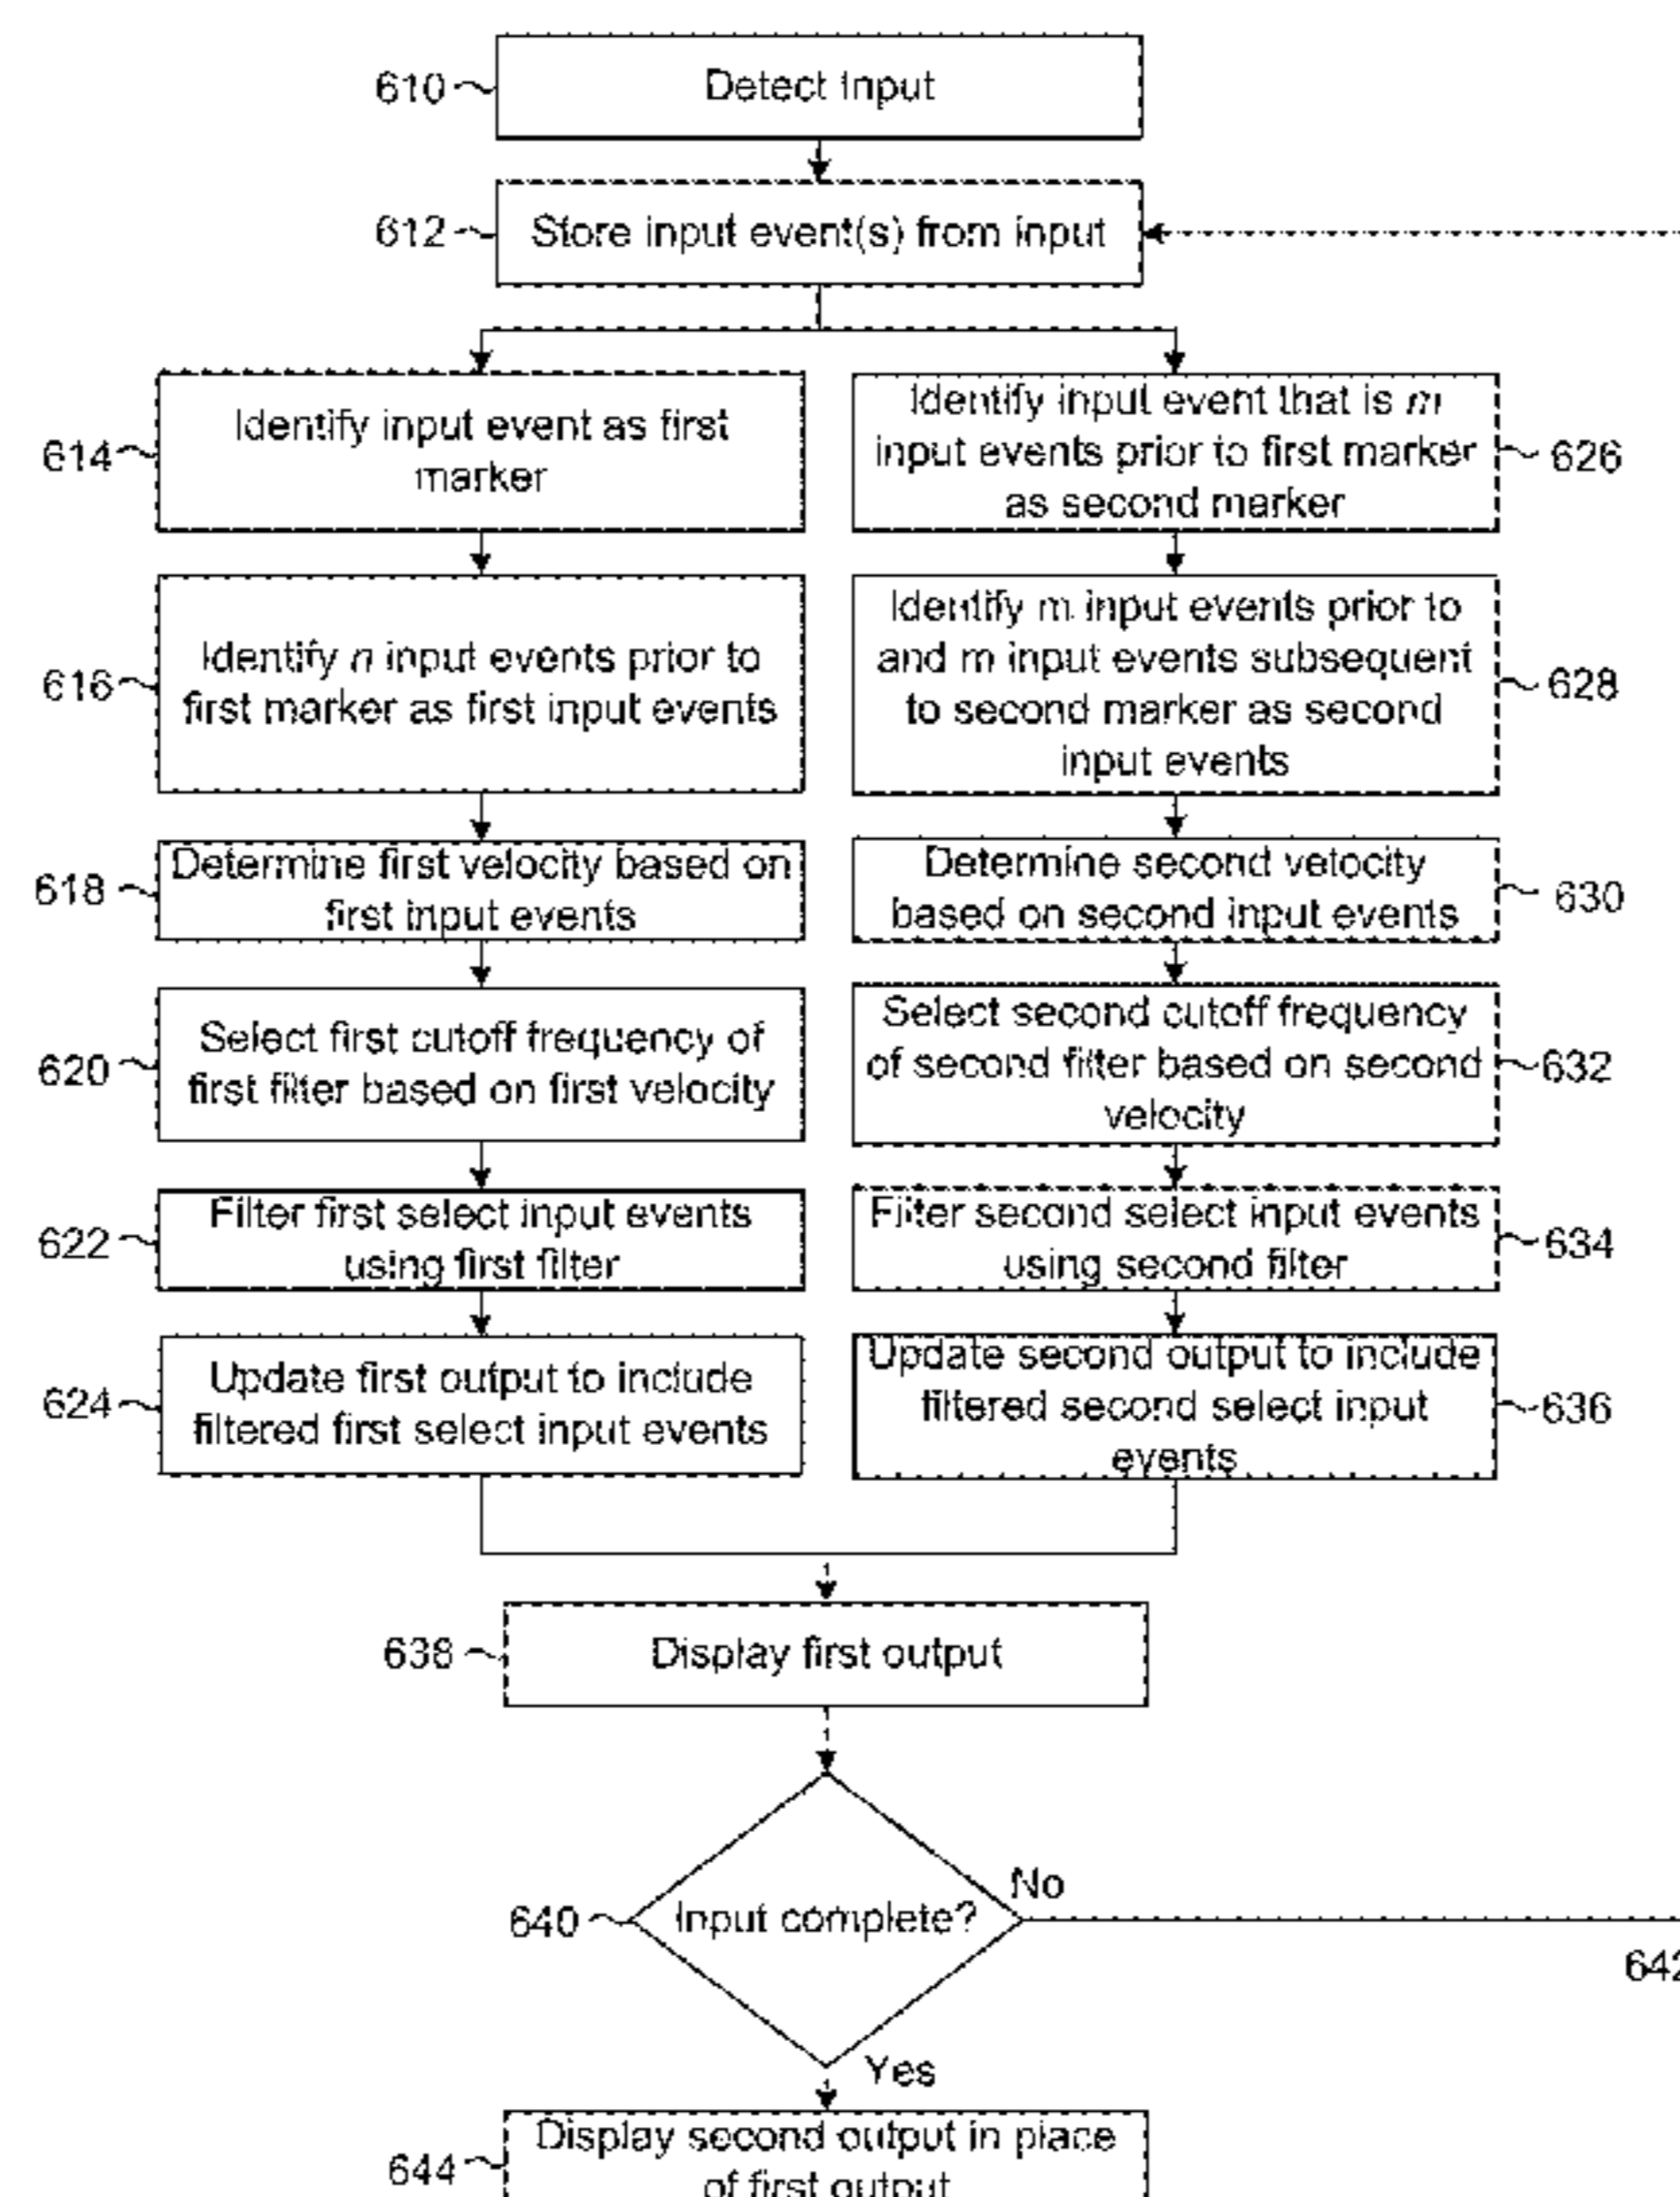 610
Detect Input
612
Store input event(s) from input
614
Identify input event as first
marker
616
Identify n input events prior to
first marker as first input events
618
Determine first velocity based on
first input events
620
Select first cutoff frequency of
first filter based on first velocity
622
Filter first select input events
using first filter
624
Update first output to include
filtered first select input events
Identify input event that is m
input events prior to first marker
as second marker
626
Identify m input events prior to
and m input events subsequent
to second marker as second
input events
628
Determine second velocity
based on second input events
630
Select second cutoff frequency
of second filter based on second
velocity
632
Filter second select input events
using second filter
634
Update second output to include
filtered second select input
events
636
638
Display first output
640
Input complete?
No
642
Yes
644
Display second output in place
of first output